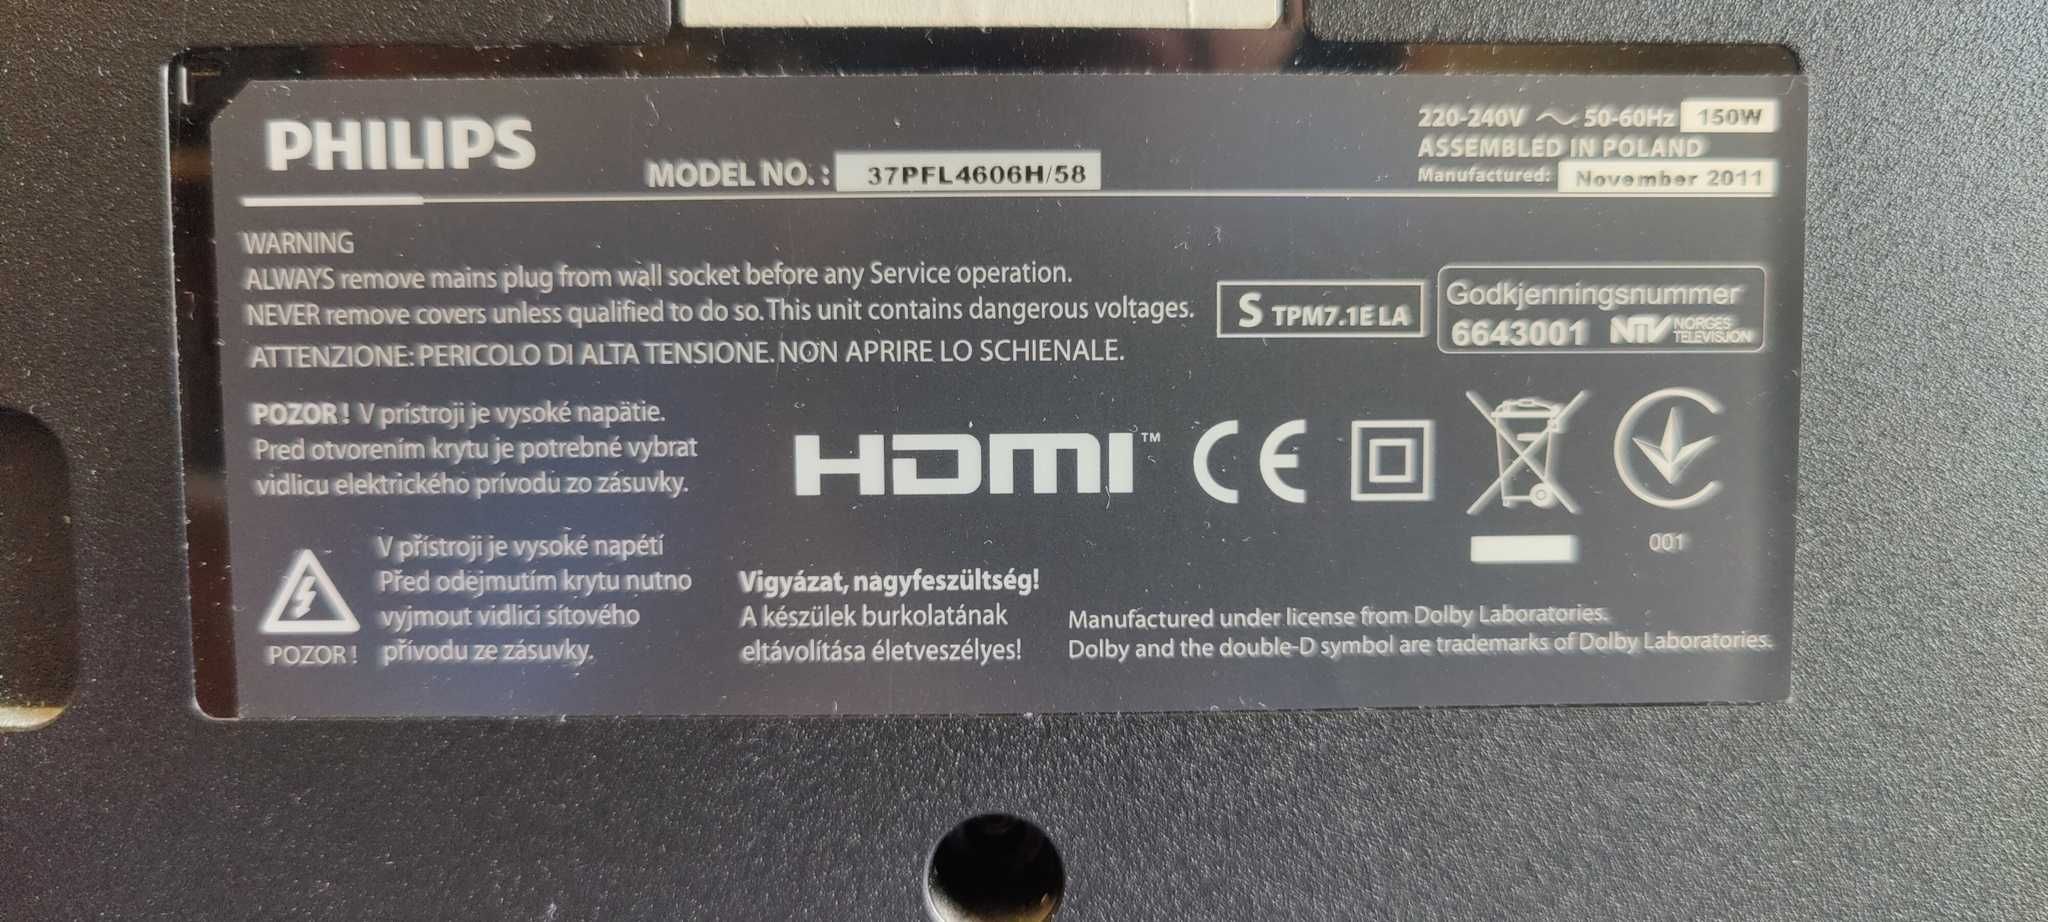 PHILIPS
MODEL NO. : 37PFL4606H/58
220-240V ~ 50-60Hz 150W
ASSEMBLED IN POLAND
Manufactured: November 2011
WARNING
ALWAYS remove mains plug from wall socket before any Service operation.
NEVER remove covers unless qualified to do so. This unit contains dangerous voltages.
ATTENZIONE: PERICOLO DI ALTA TENSIONE. NON APRIRE LO SCHIENALE.
S TPM7.1E LA
Godkjenningsnummer
6643001 NTV NORGES
TELEVISJON
POZOR! V prístroji je vysoké napätie.
Pred otvorením krytu je potrebné vybrat
vidlicu elektrického prívodu zo zásuvky.
HDMI™
CE
001
V přístroji je vysoké napétí
Před odejmutím krytu nutno
vyjmout vidlici sítového
přívodu ze zásuvky.
POZOR!
Vigyázat, nagyfeszültség!
A készülek burkolatának
eltávolítása életveszélyes!
Manufactured under license from Dolby Laboratories.
Dolby and the double-D symbol are trademarks of Dolby Laboratories.